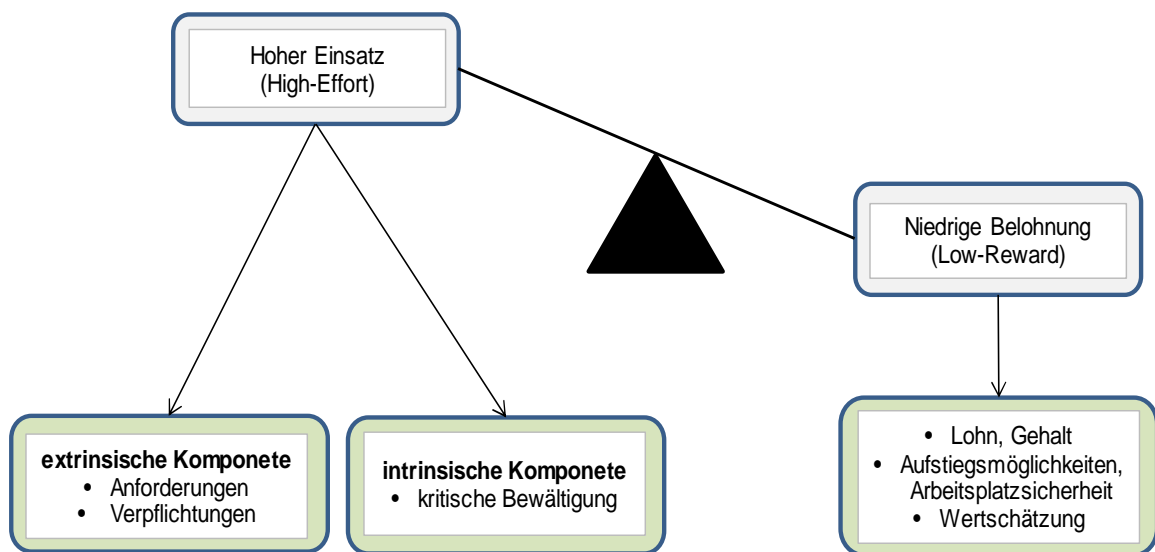 Hoher Einsatz
(High-Effort)
Niedrige Belohnung
(Low-Reward)
extrinsische Komponete
• Anforderungen
• Verpflichtungen
intrinsische Komponete
• kritische Bewältigung
• Lohn, Gehalt
• Aufstiegsmöglichkeiten,
Arbeitsplatzsicherheit
• Wertschätzung